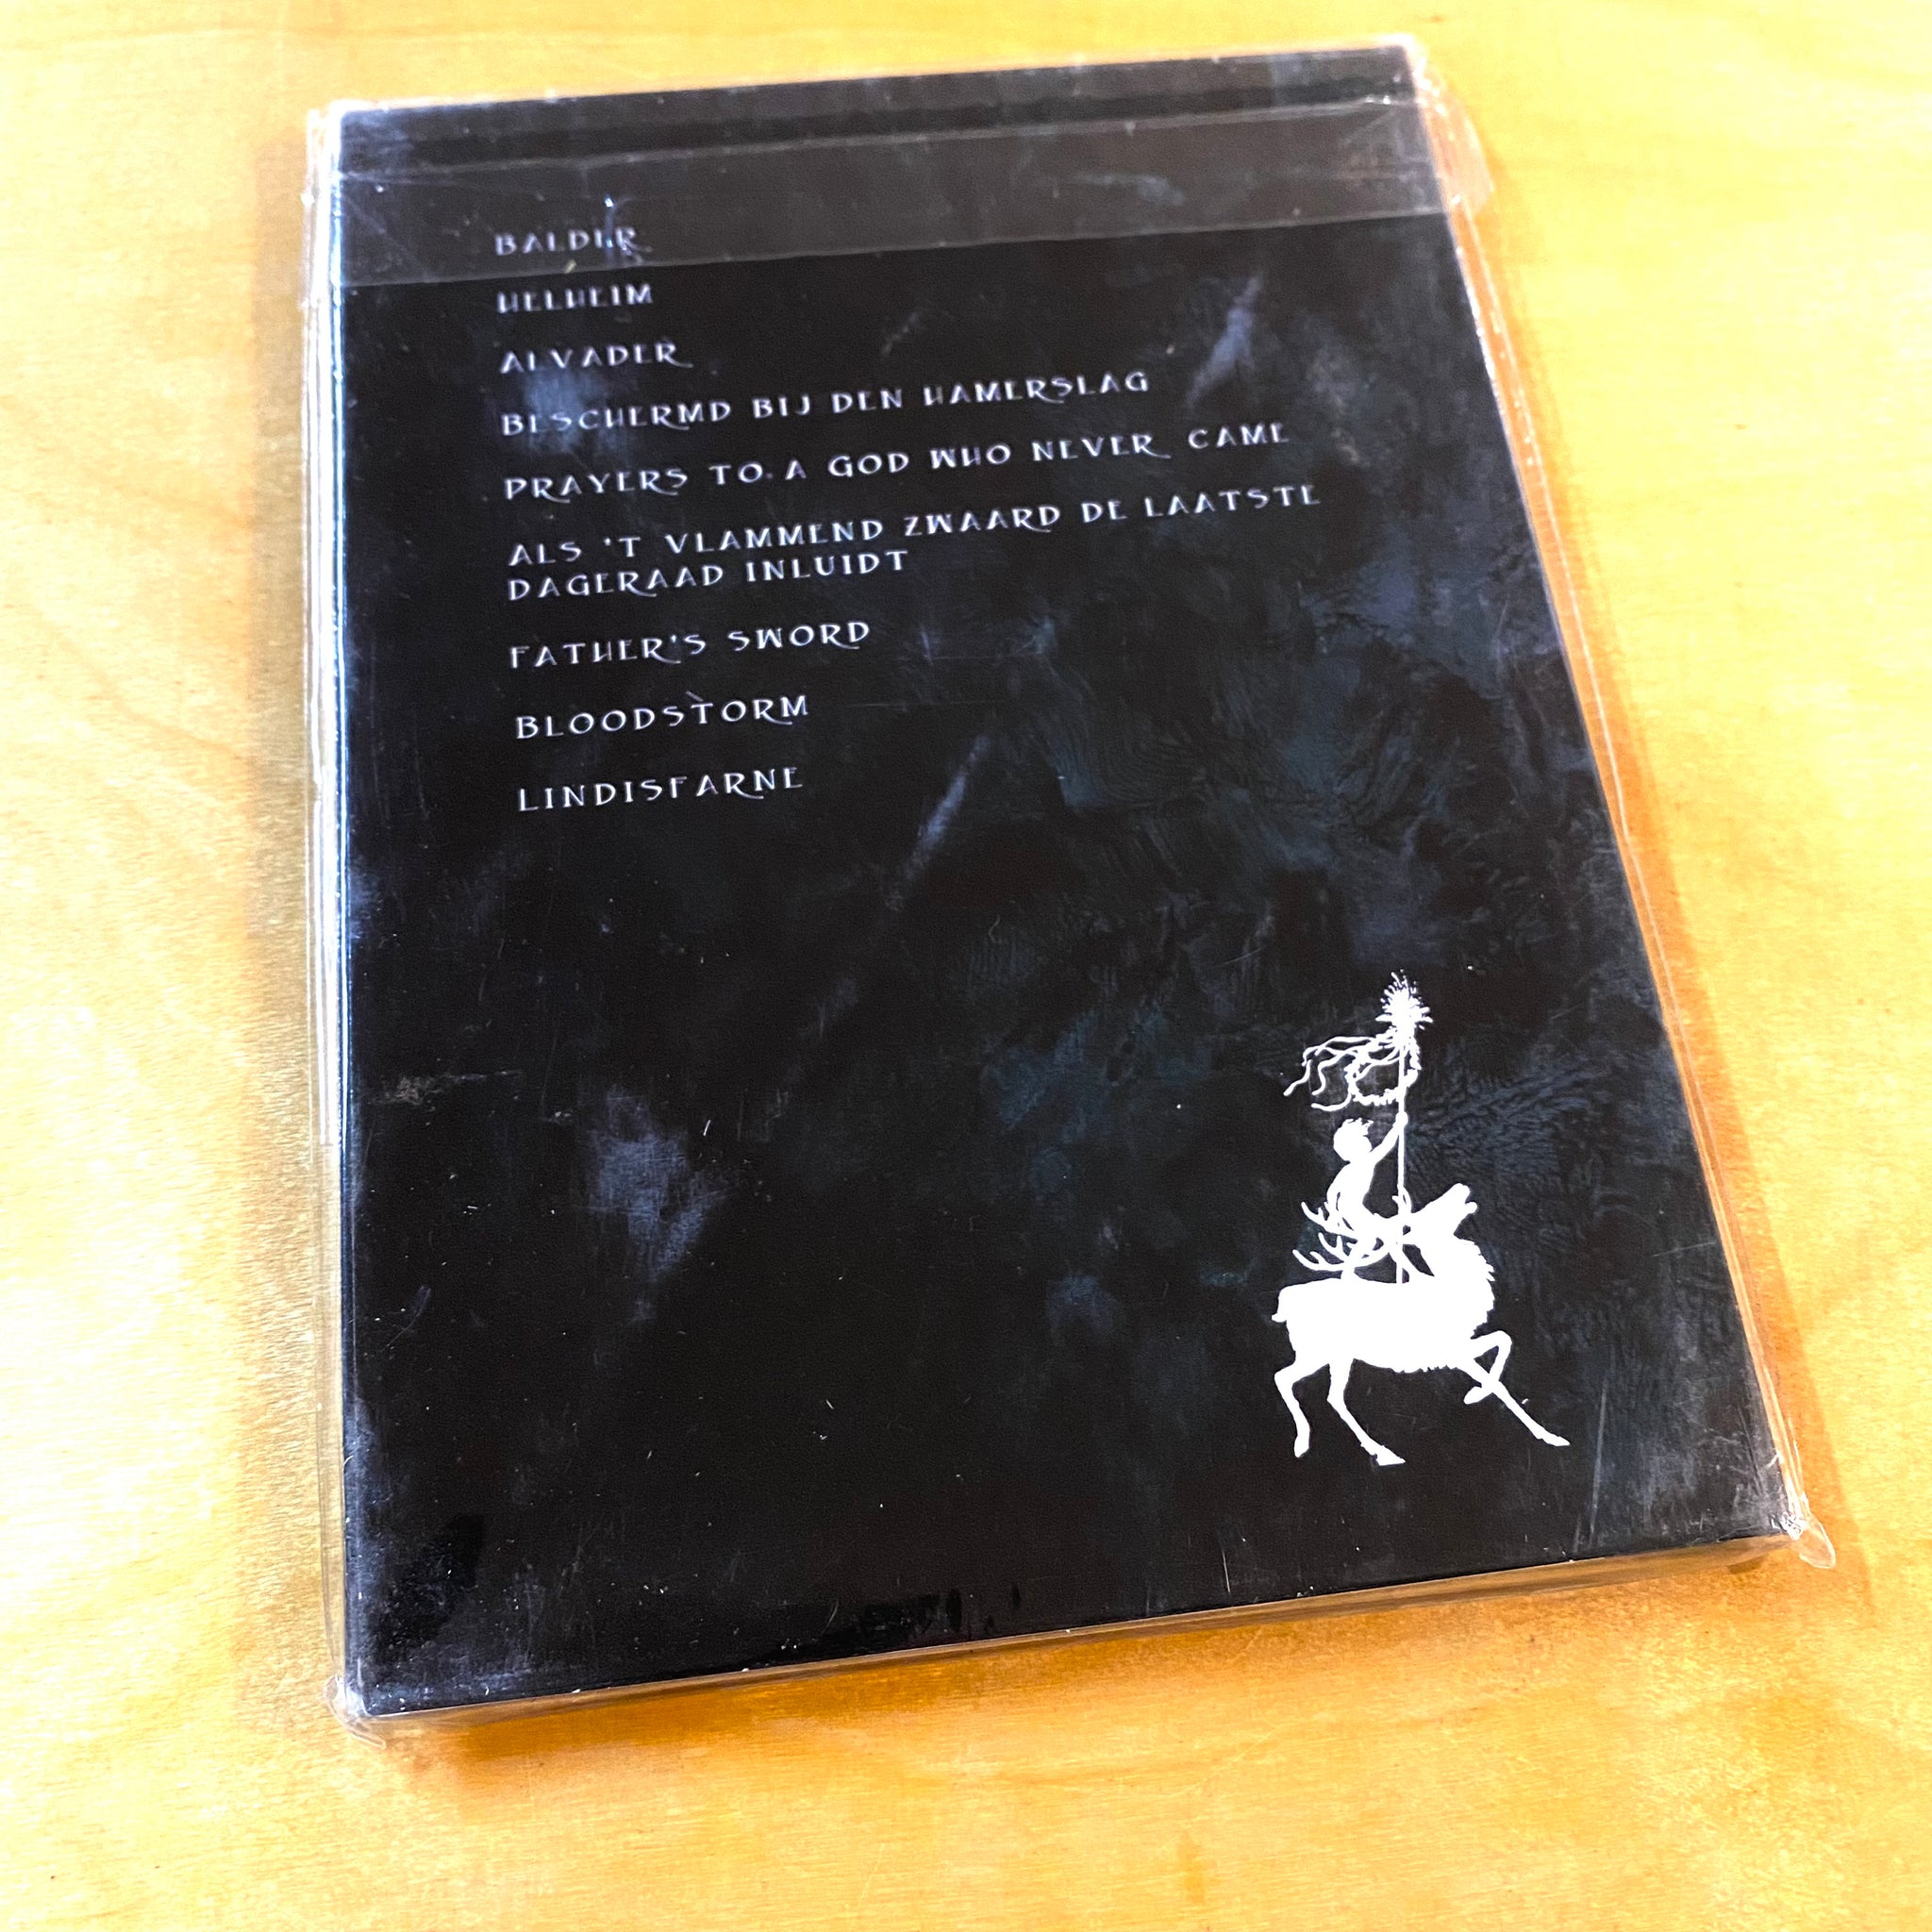 BALDER
HELHEIM
ALVADER
BESCHERMD BIJ DEN HAMERSLAG
PRAYERS TO A GOD WHO NEVER CAME
ALS 'T VLAMMEND ZWAARD DE LAATSTE
DAGERAAD INLUIDT
FATHER'S SWORD
BLOODSTORM
LINDISFARNE